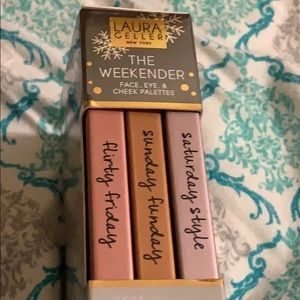 LAURA
GELLER
NEW YORK
THE
WEEKENDER
FACE, EYE, &
CHEEK PALETTES
flirty friday
sunday funday
saturday style